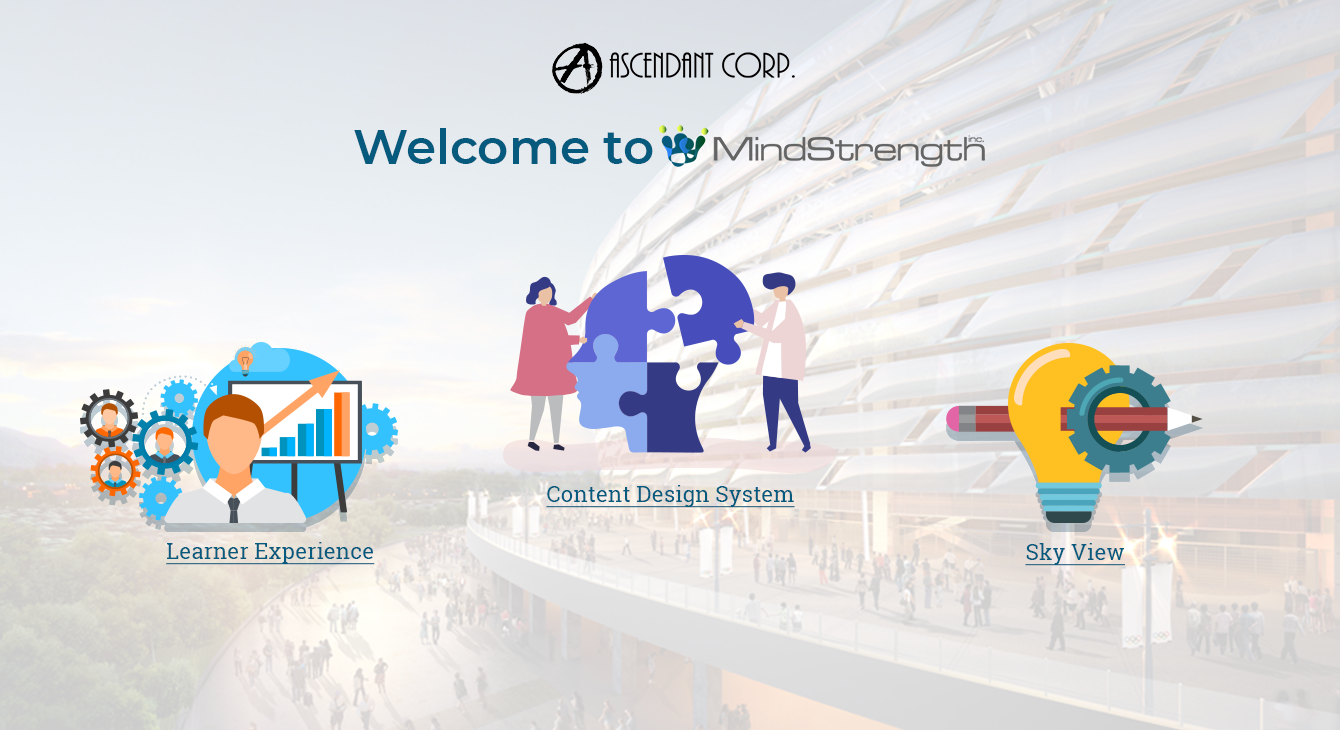 ASCENDANT CORP.
Welcome to MindStrength inc.
Content Design System
Learner Experience
Sky View